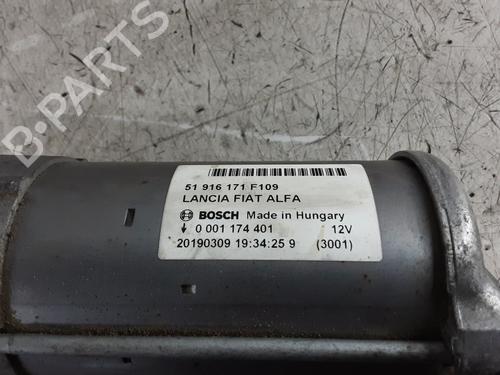 B-PARTS
51 916 171 F109
LANCIA FIAT ALFA
BOSCH Made in Hungary
0 001 174 401 12V
20190309 19:34:25 9 (3001)